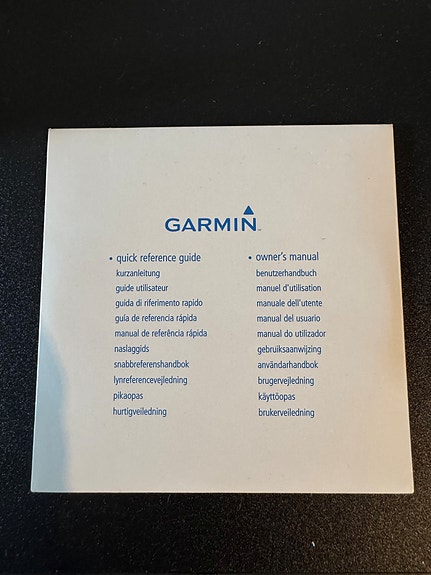 GARMIN™
• quick reference guide
kurzanleitung
guide utilisateur
guida di riferimento rapido
guía de referencia rápida
manual de referência rápida
naslaggids
snabbreferenshandbok
lynreferencevejledning
pikaopas
hurtigveiledning
• owner's manual
benutzerhandbuch
manuel d'utilisation
manuale dell'utente
manual del usuario
manual do utilizador
gebruiksaanwijzing
användarhandbok
brugervejledning
käyttöopas
brukerveiledning